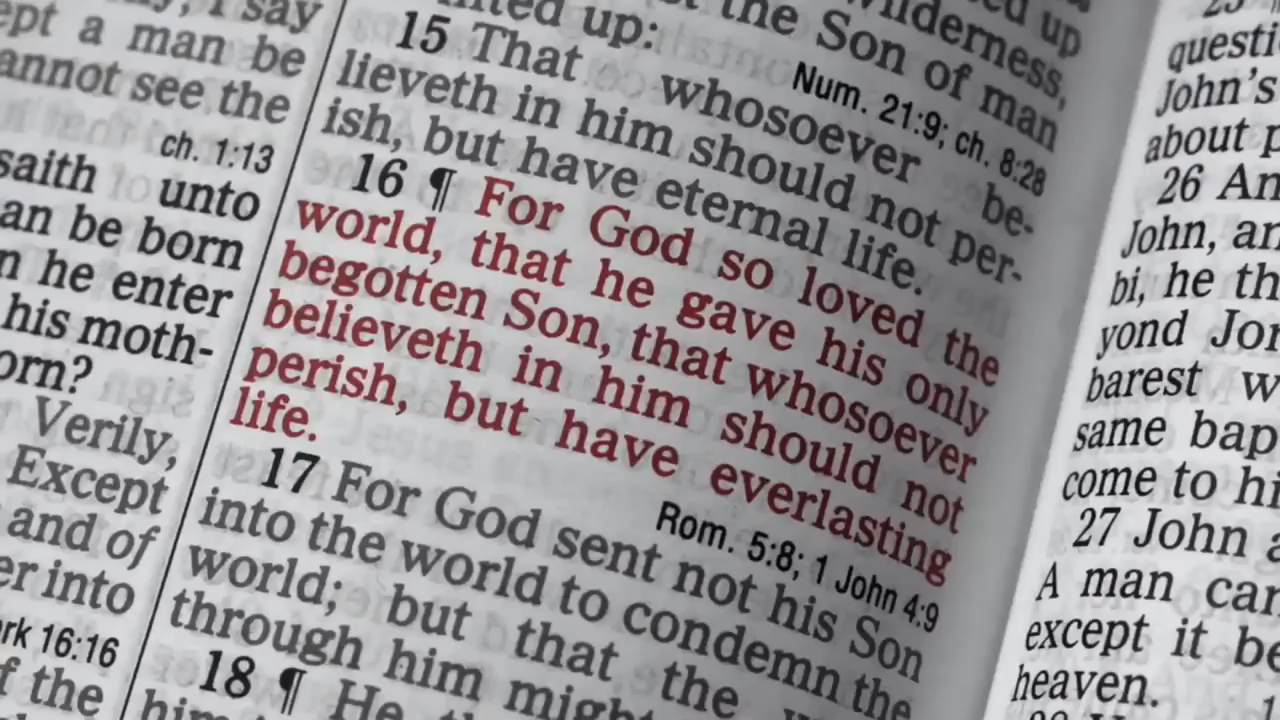 I say
ept a man be
annot see the
ch. 1:13
saith unto
an be born
n he enter
his moth-
orn?
Verily,
Except
and of
er into
rk 16:16
f the
wilderness,
the Son of man
up:
Num. 21:9; ch. 8:28
15 That whosoever be-
lieveth in him should not per-
ish, but have eternal life.
16 ¶ For God so loved the
world, that he gave his only
begotten Son, that whosoever
believeth in him should not
perish, but have everlasting
life.
Rom. 5:8; 1 John 4:9
17 For God sent not his Son
into the world to condemn the
world; but that the w
through him might
18 ¶ He
him
questi
John's
about p
26 An
John, an
bi, he th
yond Jor
barest w
same bap
come to hi
27 John a
A man can
except it be
heaven.